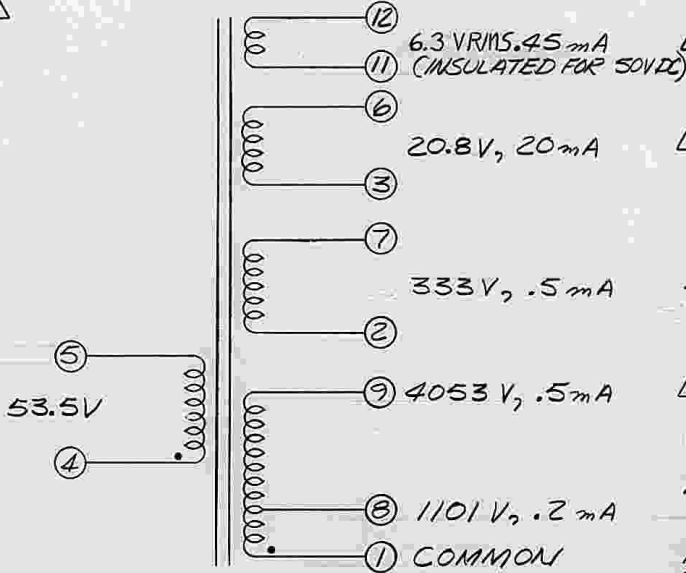 12
6.3 VRMS.45 mA
11 (INSULATED FOR 50VDC)
6
20.8V, 20mA
3
7
333V, .5mA
2
5
9 4053 V, .5mA
53.5V
4
8 1101 V, .2 mA
1 COMMON